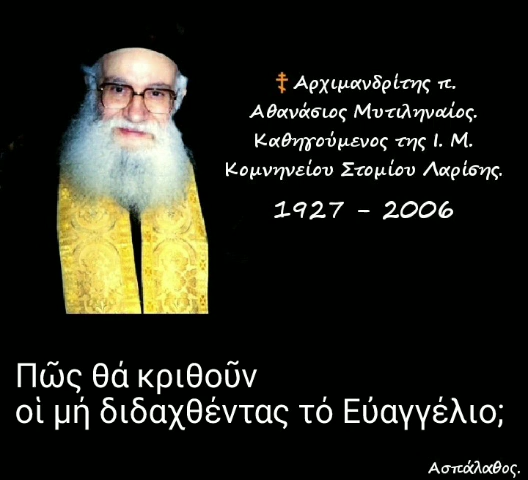 ☦ Αρχιμανδρίτης π.
Αθανάσιος Μυτιληναίος.
Καθηγούμενος της Ι. Μ.
Κομνηνείου Στομίου Λαρίσης.
1927 - 2006
Πῶς θά κριθοῦν
οἱ μή διδαχθέντας τό Εὐαγγέλιο;
Ασπάλαθος.